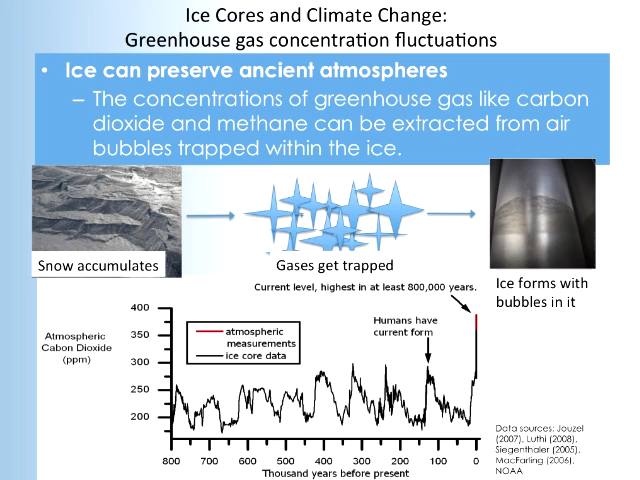 Ice Cores and Climate Change:
Greenhouse gas concentration fluctuations
• Ice can preserve ancient atmospheres
– The concentrations of greenhouse gas like carbon
dioxide and methane can be extracted from air
bubbles trapped within the ice.
Snow accumulates
Gases get trapped
Ice forms with
bubbles in it
Current level, highest in at least 800,000 years.
Humans have
current form
Atmospheric
Cabon Dioxide
(ppm)
400
350
300
250
200
atmospheric
measurements
ice core data
800 700 600 500 400 300 200 100 0
Thousand years before present
Data sources: Jouzel
(2007), Luthi (2008),
Siegenthaler (2005),
MacFarling (2006),
NOAA